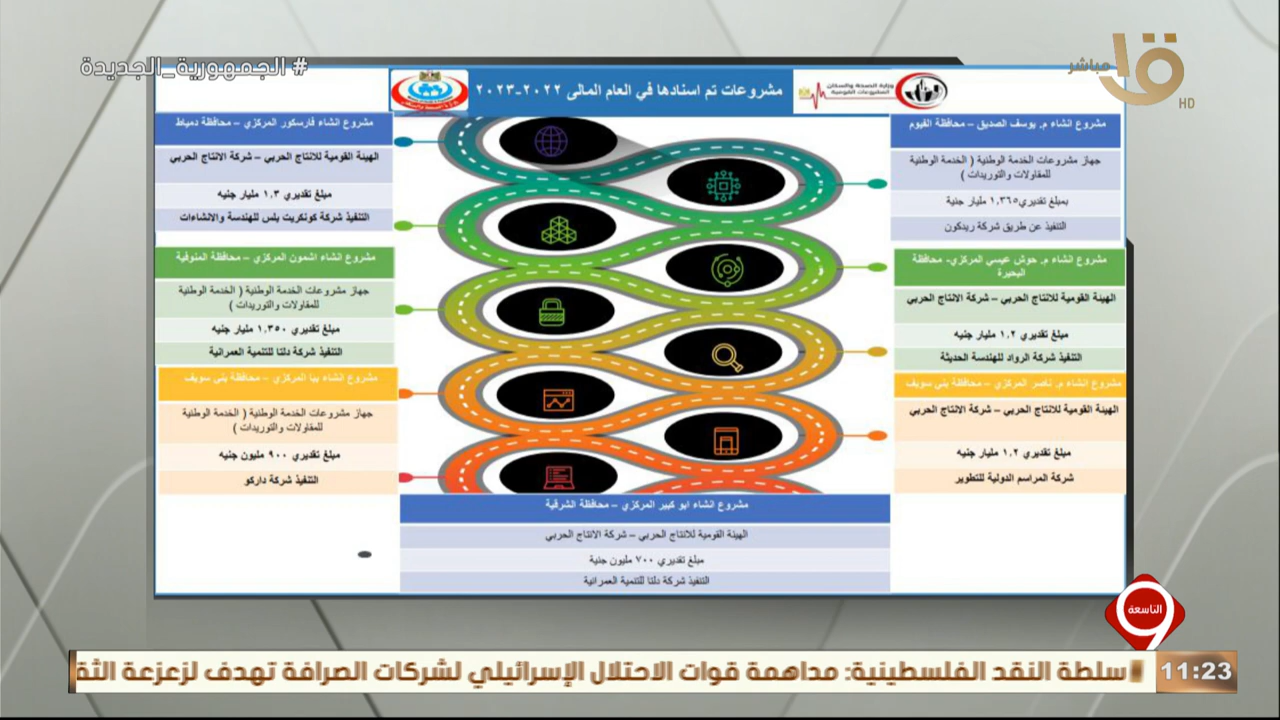 # الجمهورية_الجديدة
مباشر
HD
مشروعات تم اسنادها في العام المالى ٢٠٢٢-٢٠٢٣
وزارة الصحة والسكان
المشروعات القومية
مشروع انشاء م. يوسف الصديق – محافظة الفيوم
جهاز مشروعات الخدمة الوطنية ( الخدمة الوطنية
للمقاولات والتوريدات )
بمبلغ تقديري١.٣٦٥ مليار جنية
التنفيذ عن طريق شركة ريدكون
مشروع انشاء م. حوش عيسي المركزي- محافظة
البحيرة
الهيئة القومية للانتاج الحربي – شركة الانتاج الحربي
مبلغ تقديري ١.٢ مليار جنيه
التنفيذ شركة الرواد للهندسة الحديثة
مشروع انشاء م. ناصر المركزي – محافظة بنى سويف
الهيئة القومية للانتاج الحربي – شركة الانتاج الحربي
مبلغ تقديري ١.٢ مليار جنيه
شركة المراسم الدولية للتطوير
مشروع انشاء فارسكور المركزي – محافظة دمياط
الهيئة القومية للانتاج الحربي – شركة الانتاج الحربي
مبلغ تقديري ١.٣ مليار جنيه
التنفيذ شركة كونكريت بلس للهندسة والانشاءات
مشروع انشاء اشمون المركزي – محافظة المنوفية
جهاز مشروعات الخدمة الوطنية ( الخدمة الوطنية
للمقاولات والتوريدات )
مبلغ تقديري ١.٣٥٠ مليار جنيه
التنفيذ شركة دلتا للتنمية العمرانية
مشروع انشاء ببا المركزي – محافظة بنى سويف
جهاز مشروعات الخدمة الوطنية ( الخدمة الوطنية
للمقاولات والتوريدات )
مبلغ تقديري ٩٠٠ مليون جنيه
التنفيذ شركة داركو
مشروع انشاء ابو كبير المركزي – محافظة الشرقية
الهيئة القومية للانتاج الحربي – شركة الانتاج الحربي
مبلغ تقديري ٧٠٠ مليون جنية
التنفيذ شركة دلتا للتنمية العمرانية
التاسعة
9
11:23
سلطة النقد الفلسطينية: مداهمة قوات الاحتلال الإسرائيلي لشركات الصرافة تهدف لزعزعة الثق